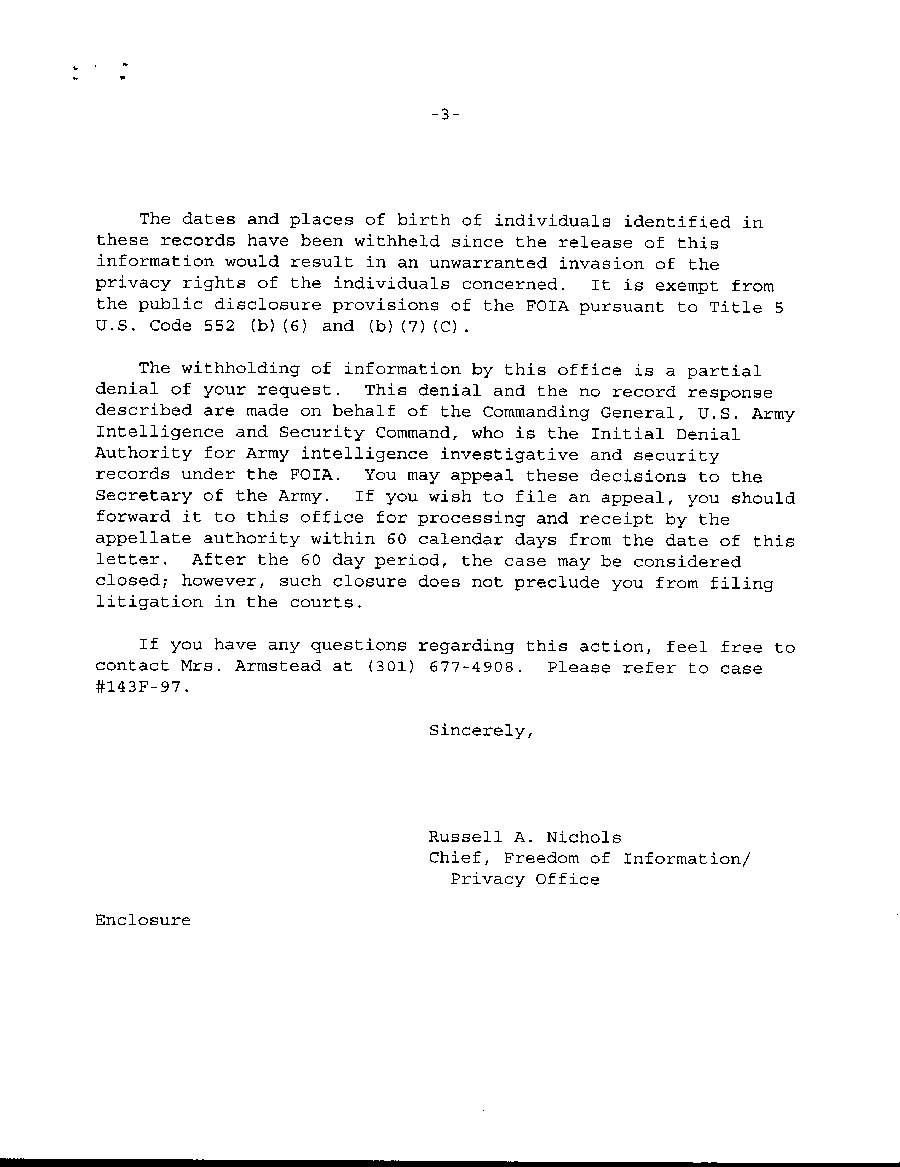 -3-
The dates and places of birth of individuals identified in
these records have been withheld since the release of this
information would result in an unwarranted invasion of the
privacy rights of the individuals concerned. It is exempt from
the public disclosure provisions of the FOIA pursuant to Title 5
U.S. Code 552 (b)(6) and (b)(7)(C).
The withholding of information by this office is a partial
denial of your request. This denial and the no record response
described are made on behalf of the Commanding General, U.S. Army
Intelligence and Security Command, who is the Initial Denial
Authority for Army intelligence investigative and security
records under the FOIA. You may appeal these decisions to the
Secretary of the Army. If you wish to file an appeal, you should
forward it to this office for processing and receipt by the
appellate authority within 60 calendar days from the date of this
letter. After the 60 day period, the case may be considered
closed; however, such closure does not preclude you from filing
litigation in the courts.
If you have any questions regarding this action, feel free to
contact Mrs. Armstead at (301) 677-4908. Please refer to case
#143F-97.
Sincerely,
Russell A. Nichols
Chief, Freedom of Information/
Privacy Office
Enclosure